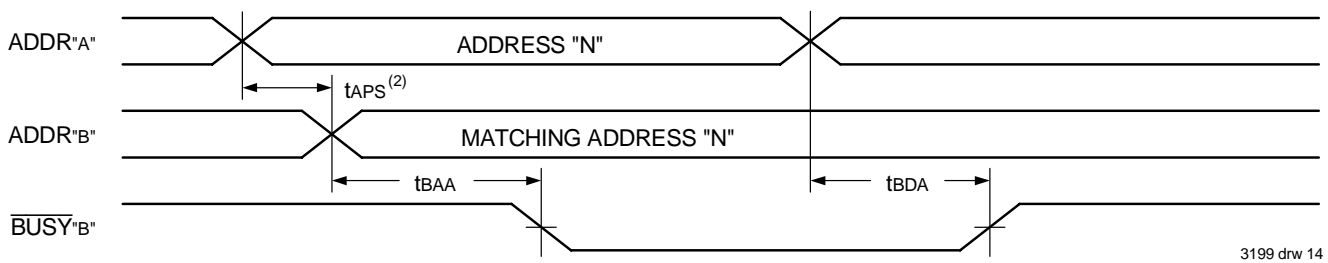 ADDR"A"
ADDRESS "N"
tAPS(2)
ADDR"B"
MATCHING ADDRESS "N"
tBAA
tBDA
BUSY"B"
3199 drw 14